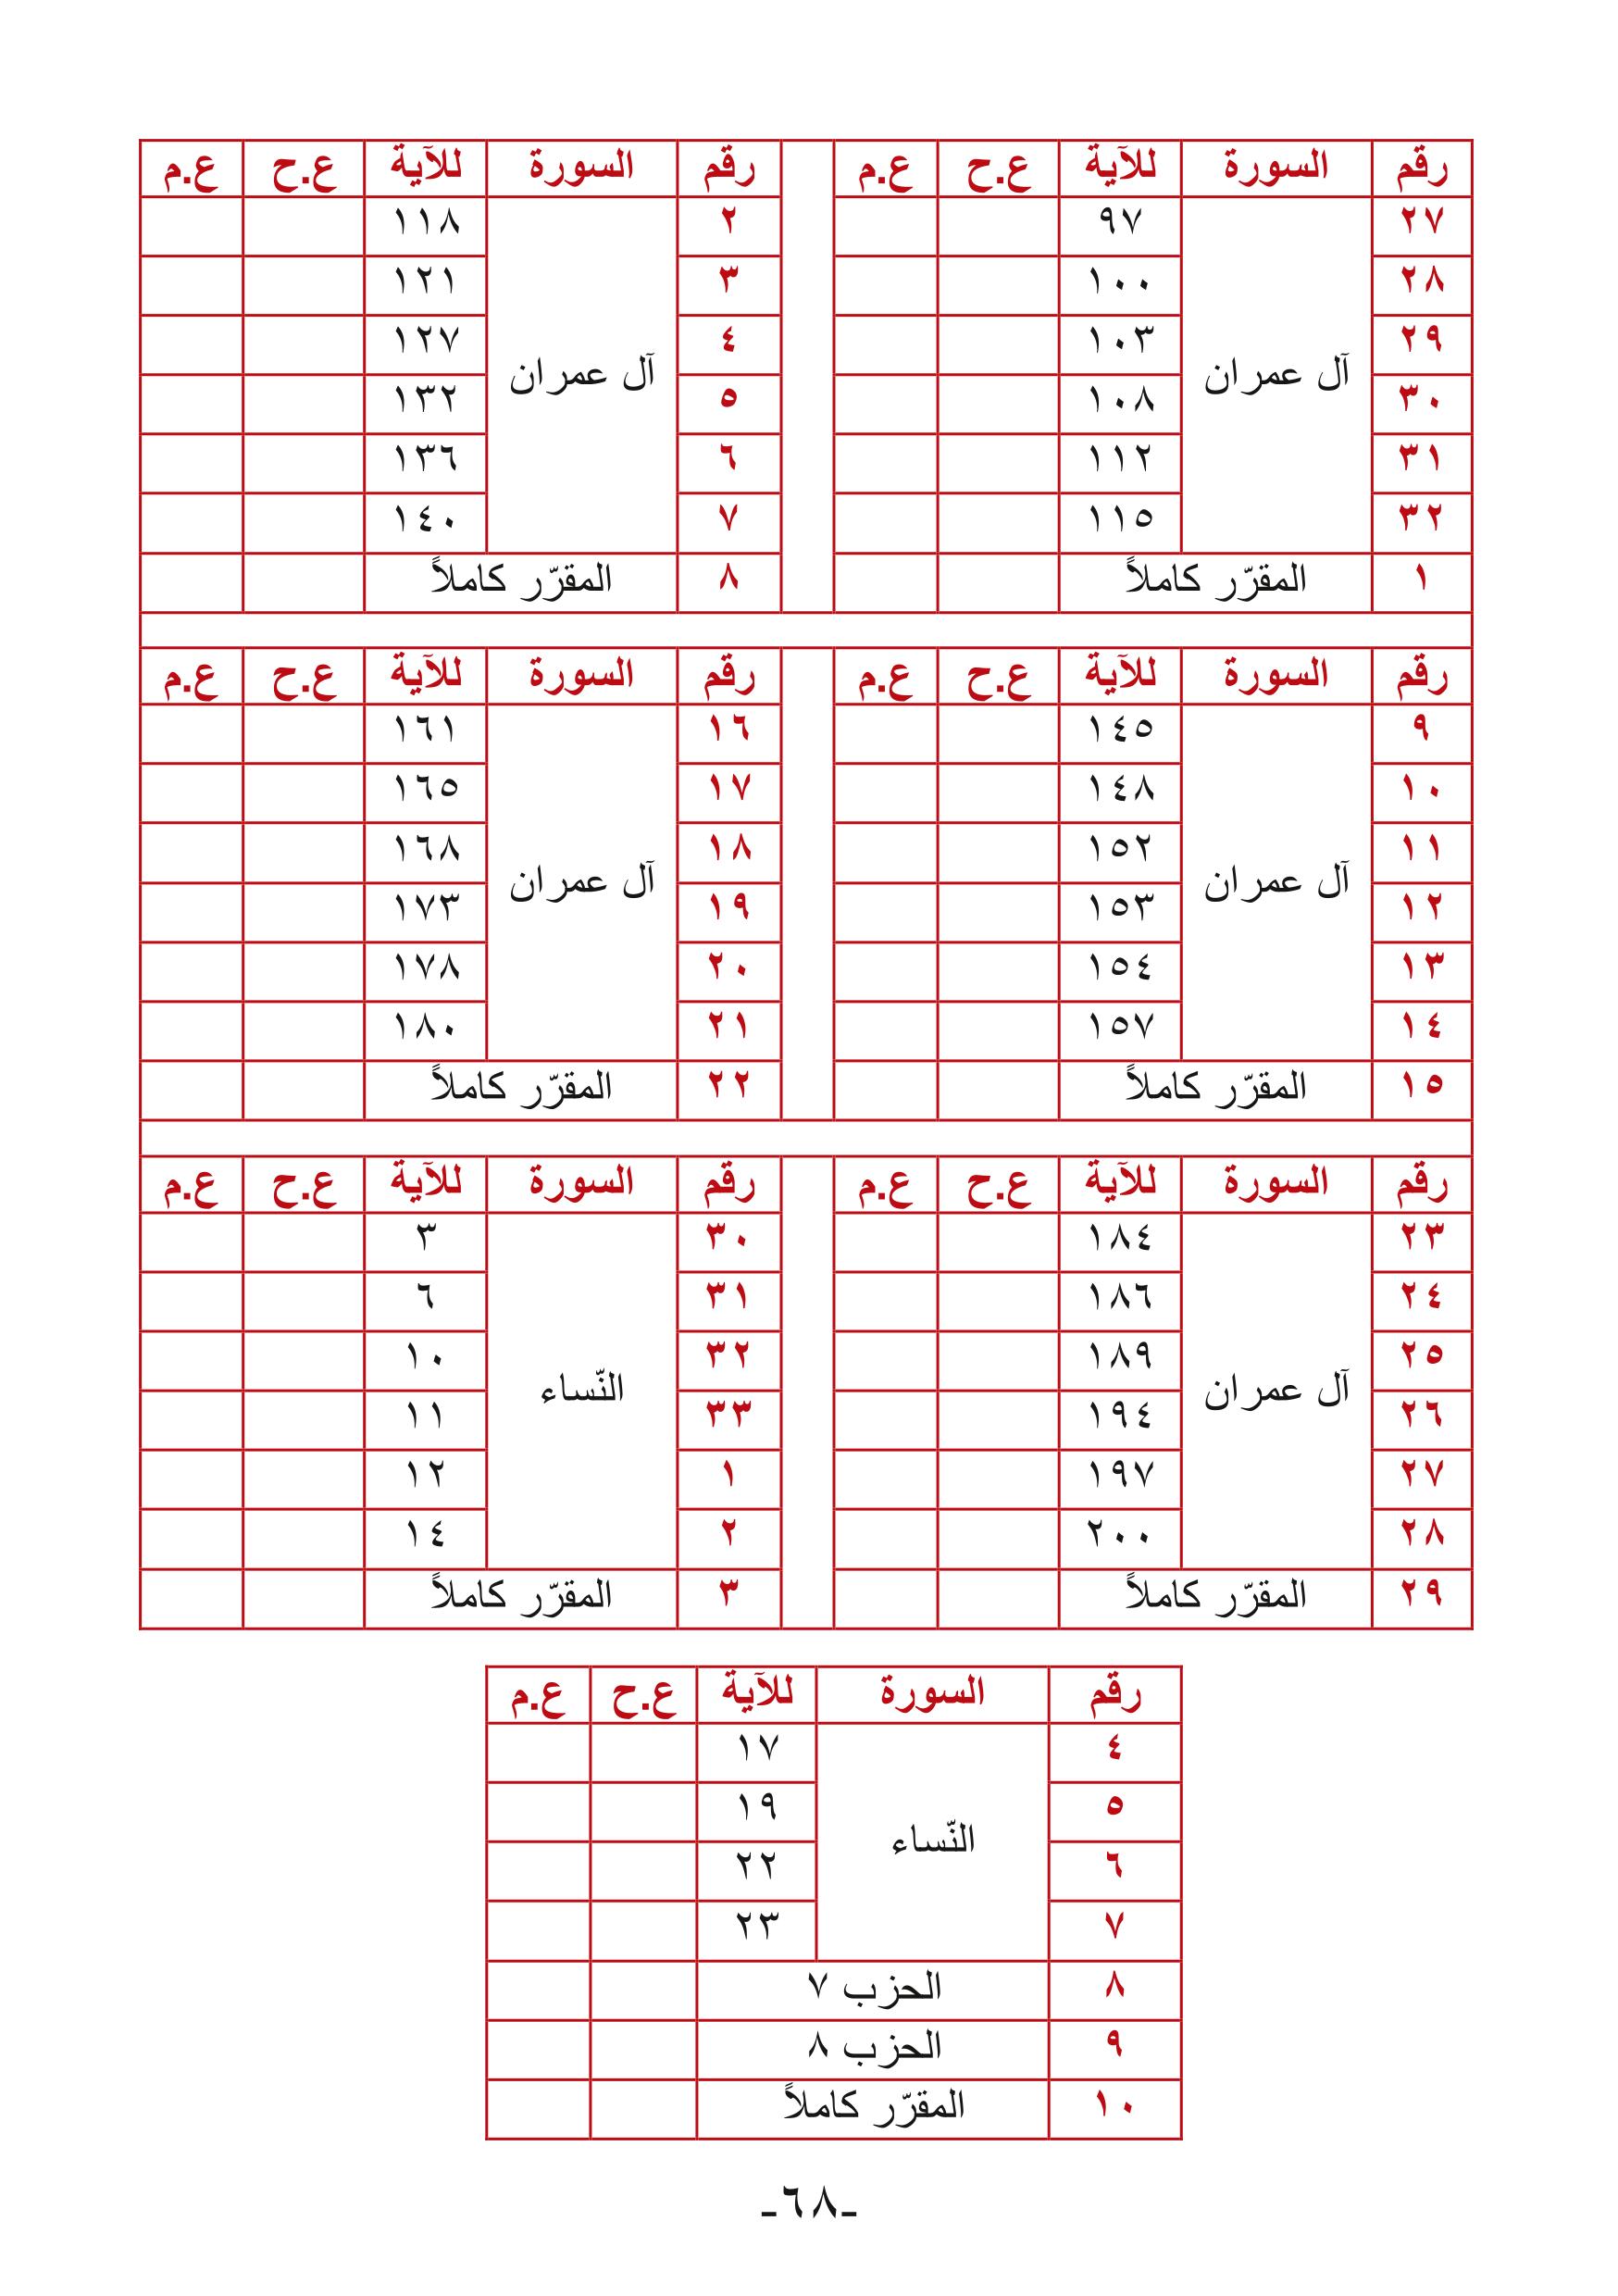 رقم السورة للآية ع.ح ع.م رقم السورة للآية ع.ح ع.م
٢٧ آل عمران ٩٧ ٢ آل عمران ١١٨
٢٨ ١٠٠ ٣ ١٢١
٢٩ ١٠٣ ٤ ١٢٧
٣٠ ١٠٨ ٥ ١٣٢
٣١ ١١٢ ٦ ١٣٦
٣٢ ١١٥ ٧ ١٤٠
١ المقرّر كاملاً ٨ المقرّر كاملاً
رقم السورة للآية ع.ح ع.م رقم السورة للآية ع.ح ع.م
٩ آل عمران ١٤٥ ١٦ آل عمران ١٦١
١٠ ١٤٨ ١٧ ١٦٥
١١ ١٥٢ ١٨ ١٦٨
١٢ ١٥٣ ١٩ ١٧٣
١٣ ١٥٤ ٢٠ ١٧٨
١٤ ١٥٧ ٢١ ١٨٠
١٥ المقرّر كاملاً ٢٢ المقرّر كاملاً
رقم السورة للآية ع.ح ع.م رقم السورة للآية ع.ح ع.م
٢٣ آل عمران ١٨٤ ٣٠ النّساء ٣
٢٤ ١٨٦ ٣١ ٦
٢٥ ١٨٩ ٣٢ ١٠
٢٦ ١٩٤ ٣٣ ١١
٢٧ ١٩٧ ١ ١٢
٢٨ ٢٠٠ ٢ ١٤
٢٩ المقرّر كاملاً ٣ المقرّر كاملاً
رقم السورة للآية ع.ح ع.م
٤ النّساء ١٧
٥ ١٩
٦ ٢٢
٧ ٢٣
٨ الحزب ٧
٩ الحزب ٨
١٠ المقرّر كاملاً
-٦٨-